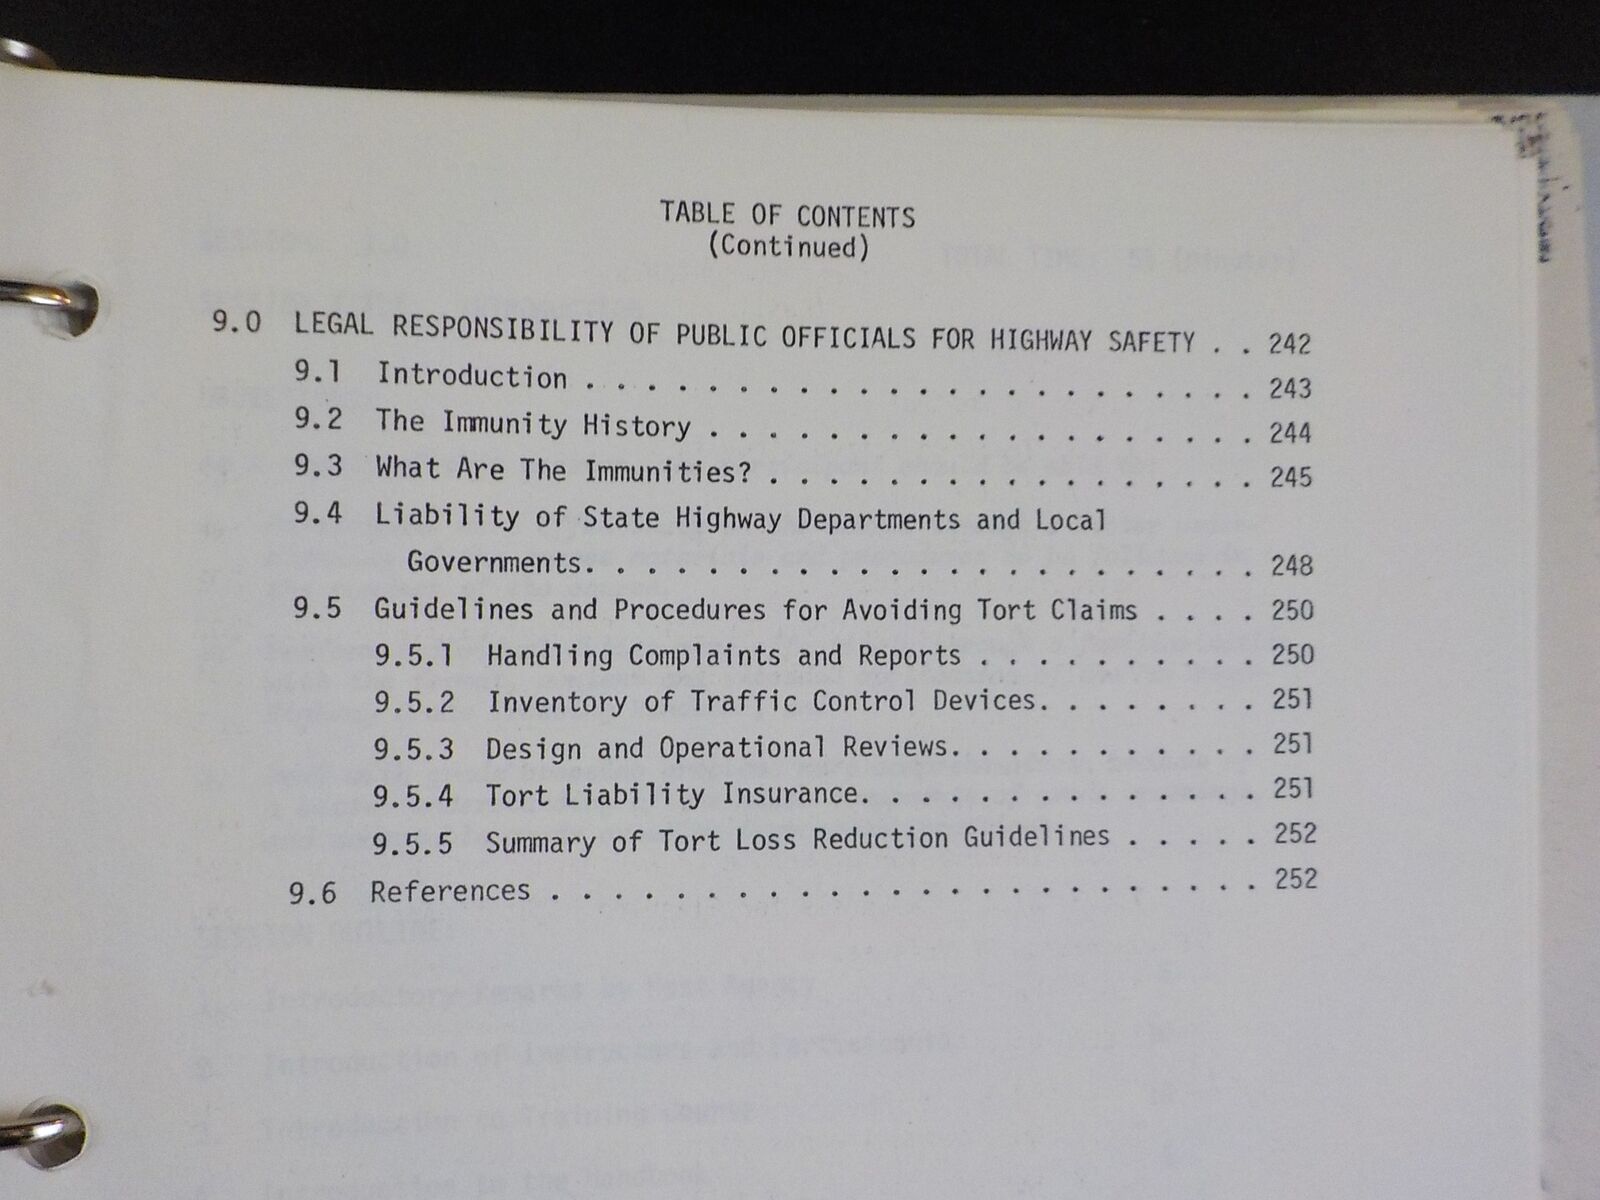 TABLE OF CONTENTS
(Continued)
9.0 LEGAL RESPONSIBILITY OF PUBLIC OFFICIALS FOR HIGHWAY SAFETY . . 242
9.1 Introduction . . . . . . . . . . . . . . . . . . . . . . 243
9.2 The Immunity History . . . . . . . . . . . . . . . . . . 244
9.3 What Are The Immunities? . . . . . . . . . . . . . . . . 245
9.4 Liability of State Highway Departments and Local
Governments. . . . . . . . . . . . . . . . . . . . . . 248
9.5 Guidelines and Procedures for Avoiding Tort Claims . . . . 250
9.5.1 Handling Complaints and Reports . . . . . . . . . . 250
9.5.2 Inventory of Traffic Control Devices. . . . . . . . 251
9.5.3 Design and Operational Reviews. . . . . . . . . . . 251
9.5.4 Tort Liability Insurance. . . . . . . . . . . . . . 251
9.5.5 Summary of Tort Loss Reduction Guidelines . . . . . 252
9.6 References . . . . . . . . . . . . . . . . . . . . . . . 252